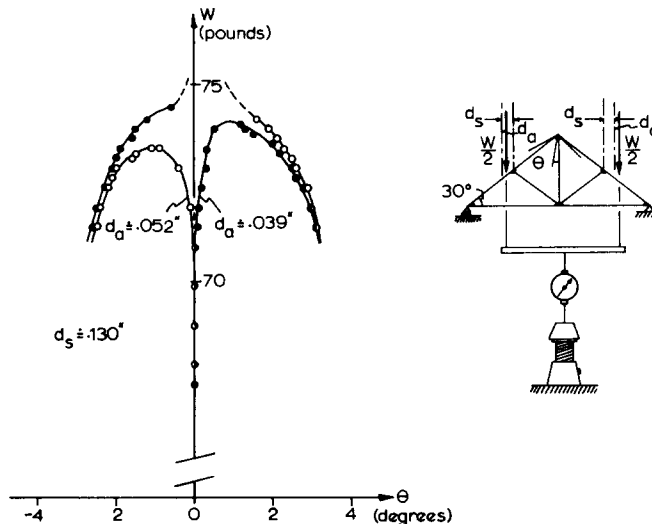 W
(pounds)
75
70
d_a ≐ .052"
d_a ≐ .039"
d_s ≐ .130"
-4
2
0
2
4
θ
(degrees)
d_s
d_a
W/2
θ
30°
d_s
d
W/2